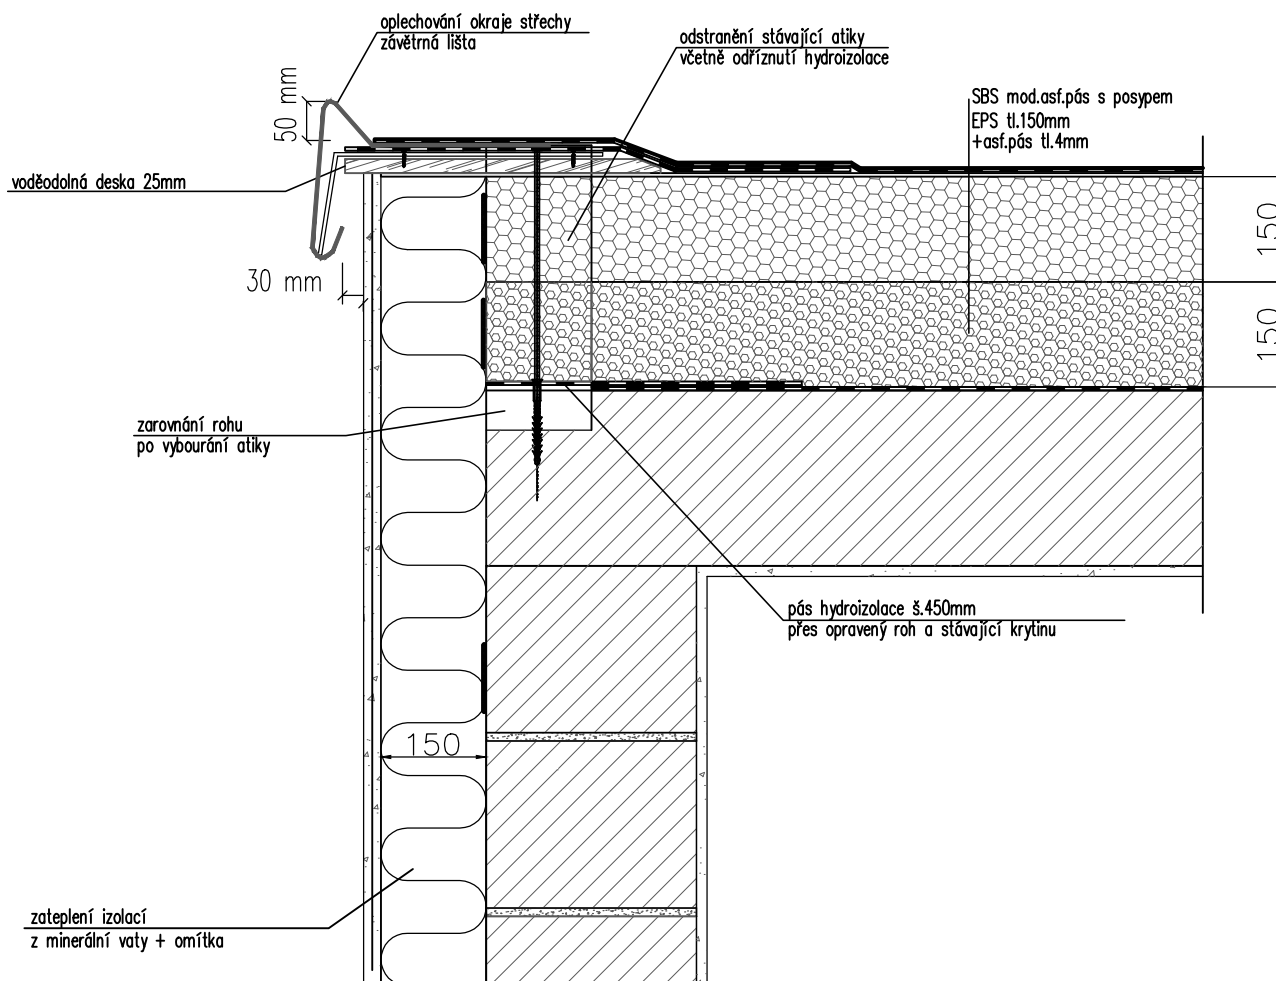 oplechování okraje střechy
závětrná lišta
odstranění stávající atiky
včetně odříznutí hydroizolace
50 mm
SBS mod.asf.pás s posypem
EPS tl.150mm
+asf.pás tl.4mm
voděodolná deska 25mm
150
30 mm
150
zarovnání rohu
po vybourání atiky
pás hydroizolace š.450mm
přes opravený roh a stávající krytinu
150
zateplení izolací
z minerální vaty + omítka